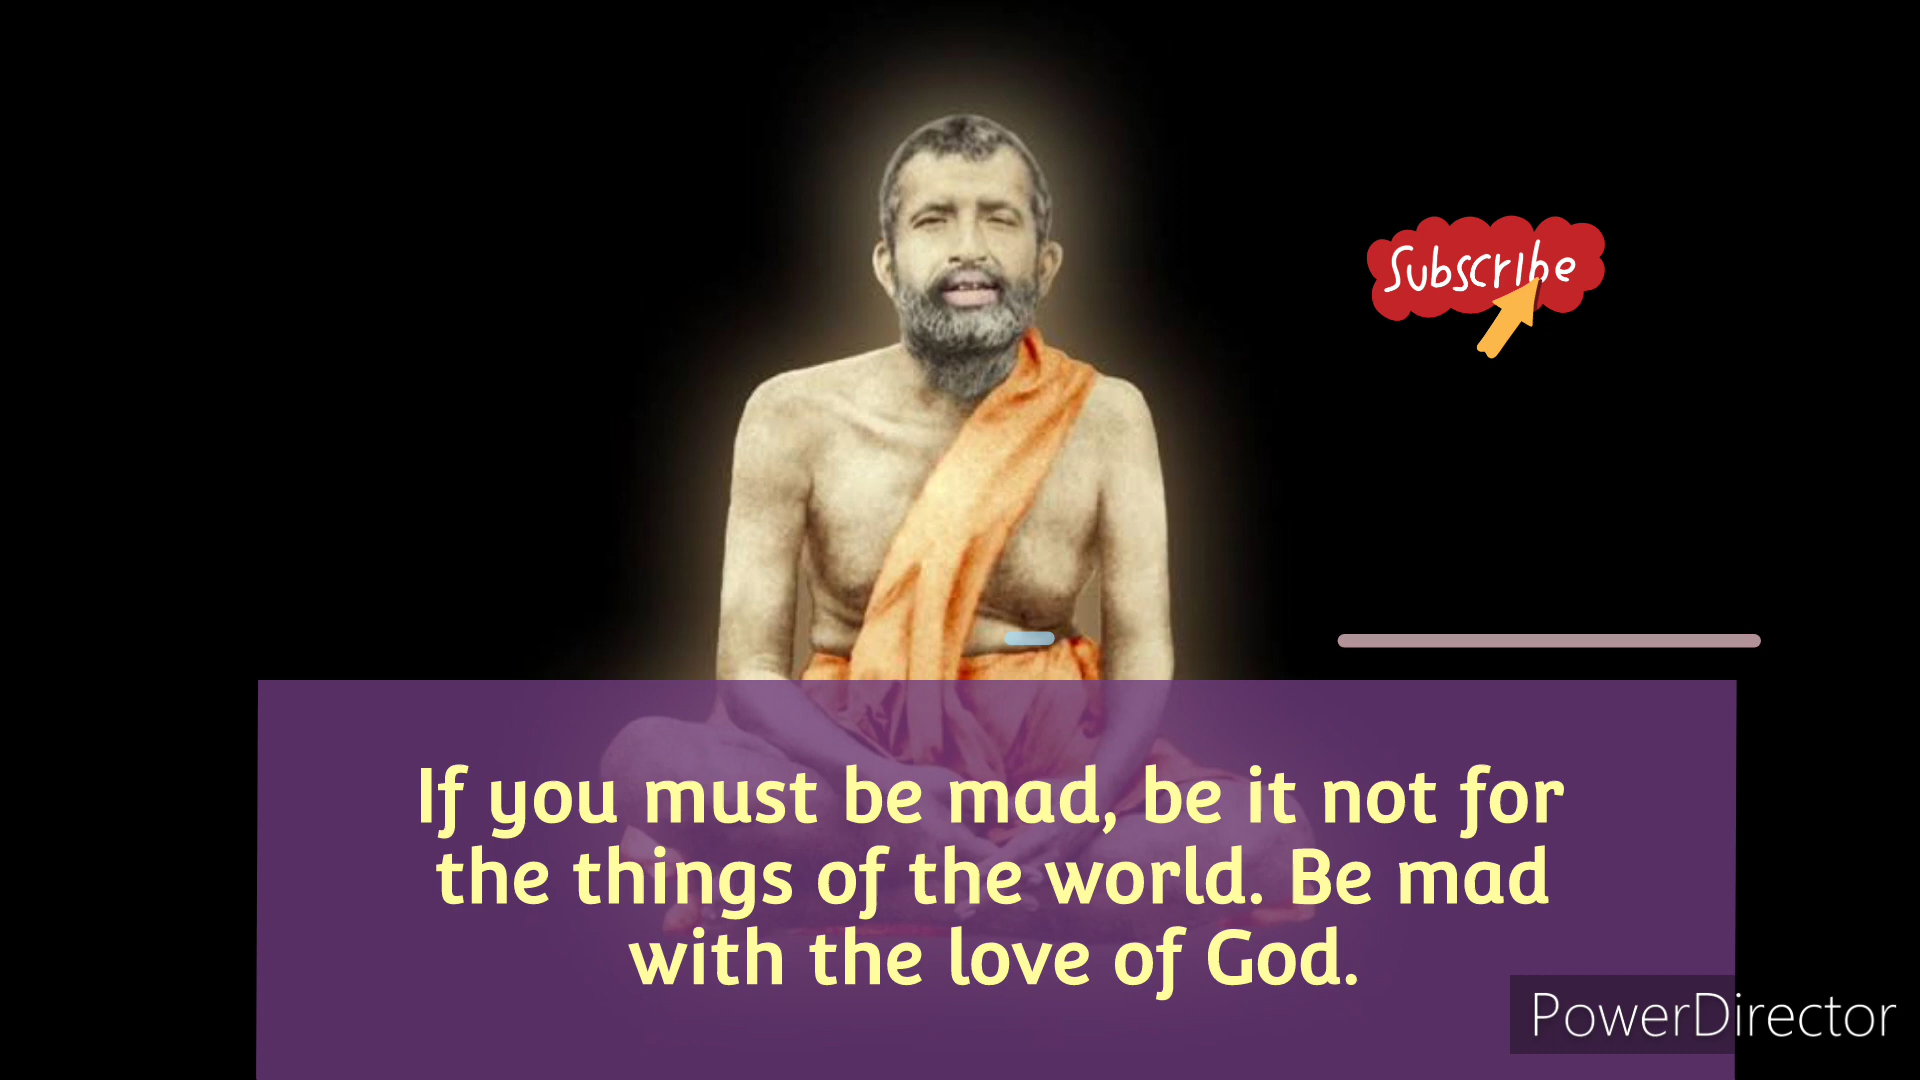 Subscribe
If you must be mad, be it not for
the things of the world. Be mad
with the love of God.
PowerDirector